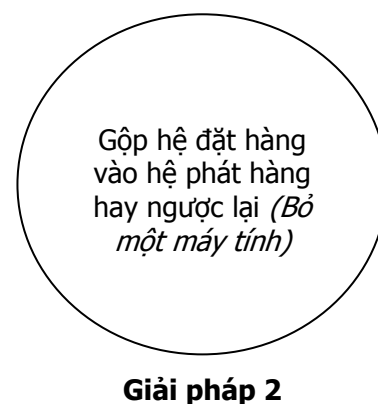 Gộp hệ đặt hàng
vào hệ phát hàng
hay ngược lại (Bỏ
một máy tính)
Giải pháp 2